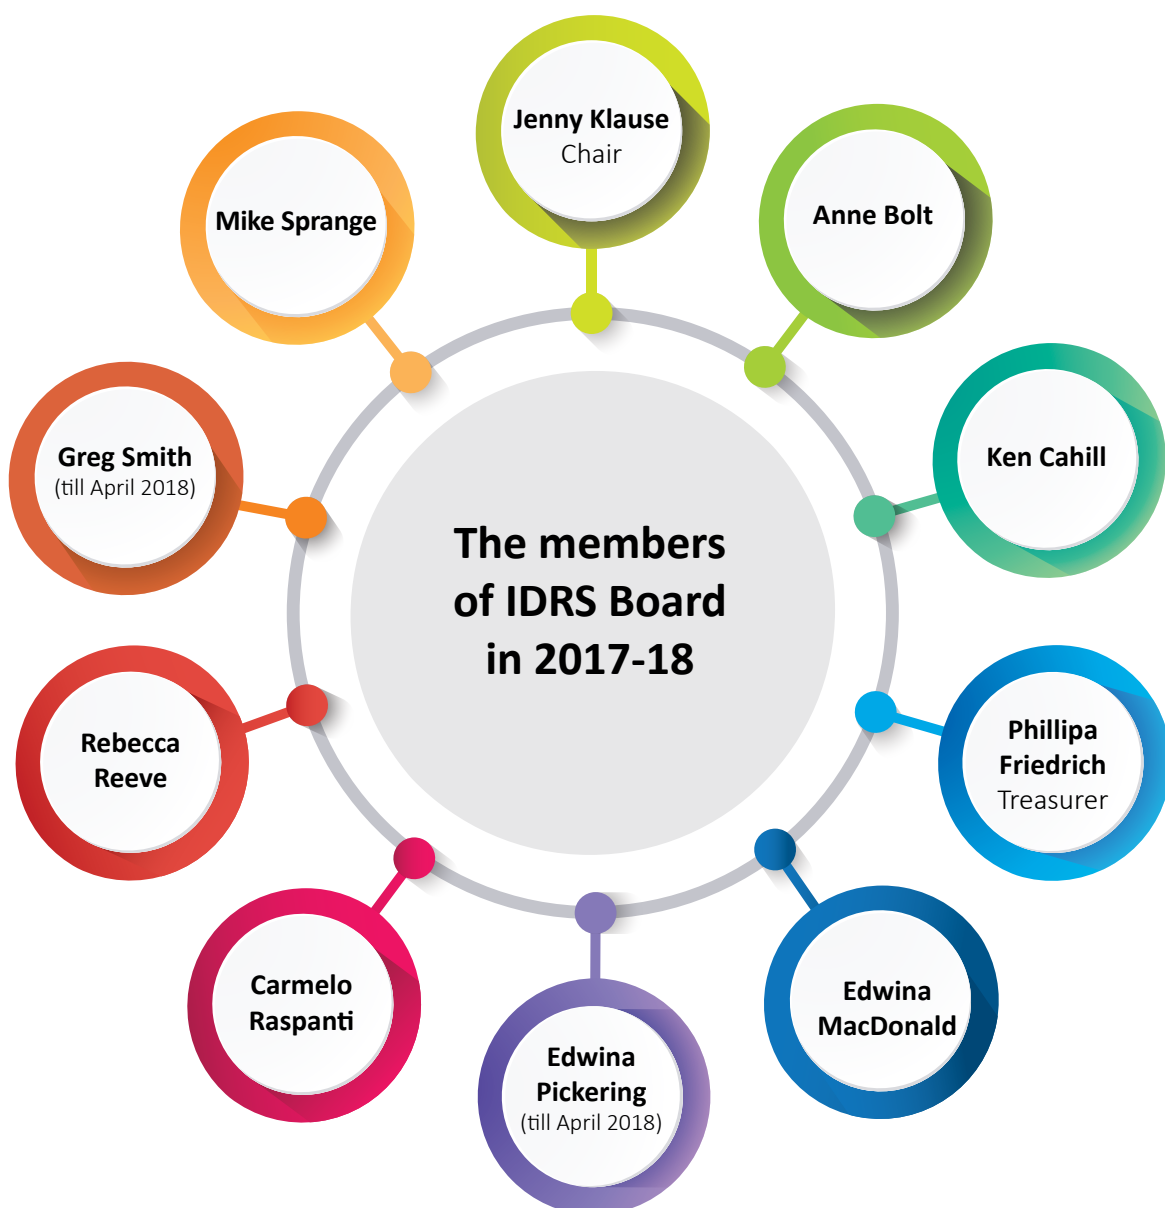 The members
of IDRS Board
in 2017-18
Jenny Klause
Chair
Anne Bolt
Ken Cahill
Phillipa
Friedrich
Treasurer
Edwina
MacDonald
Edwina
Pickering
(till April 2018)
Carmelo
Raspanti
Rebecca
Reeve
Greg Smith
(till April 2018)
Mike Sprange